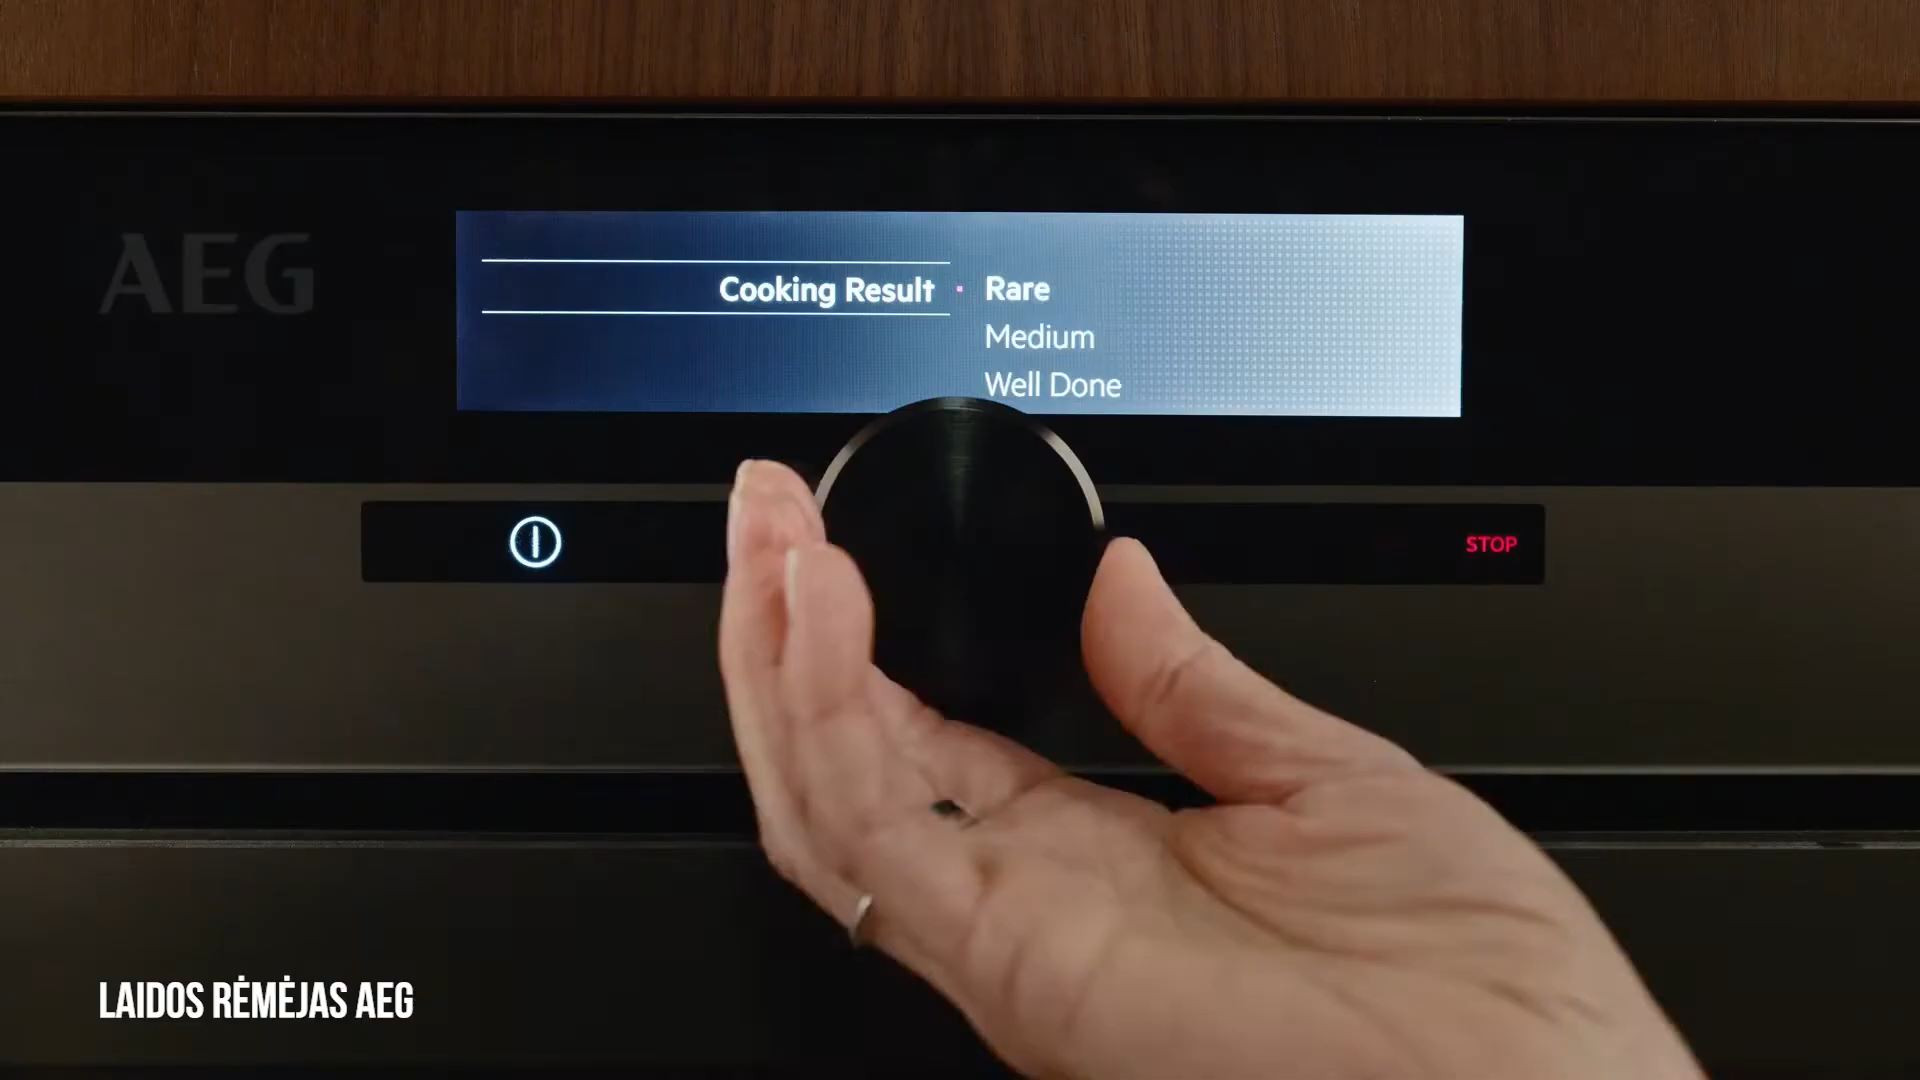 AEG
Cooking Result · Rare
Medium
Well Done
STOP
LAIDOS RĖMĖJAS AEG